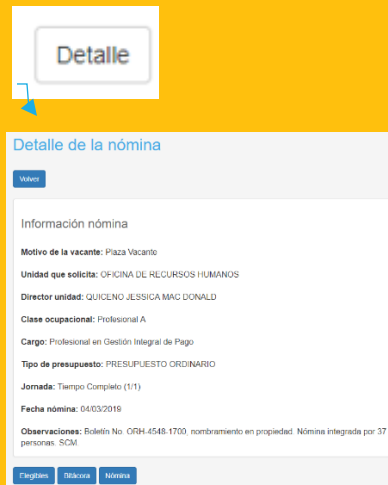 Detalle
Detalle de la nómina
Volver
Información nómina
Motivo de la vacante: Plaza Vacante
Unidad que solicita: OFICINA DE RECURSOS HUMANOS
Director unidad: QUICENO JESSICA MAC DONALD
Clase ocupacional: Profesional A
Cargo: Profesional en Gestión Integral de Pago
Tipo de presupuesto: PRESUPUESTO ORDINARIO
Jornada: Tiempo Completo (1/1)
Fecha nómina: 04/03/2019
Observaciones: Boletín No. ORH-4548-1700, nombramiento en propiedad. Nómina integrada por 37
personas. SCM.
Elegibles Bitácora Nómina